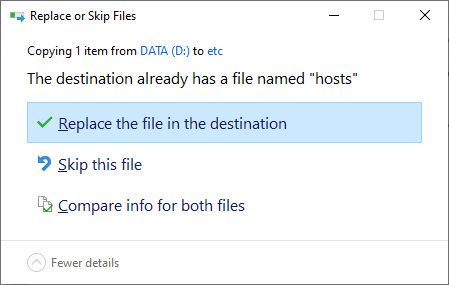 Replace or Skip Files
Copying 1 item from DATA (D:) to etc
The destination already has a file named "hosts"
Replace the file in the destination
Skip this file
Compare info for both files
Fewer details